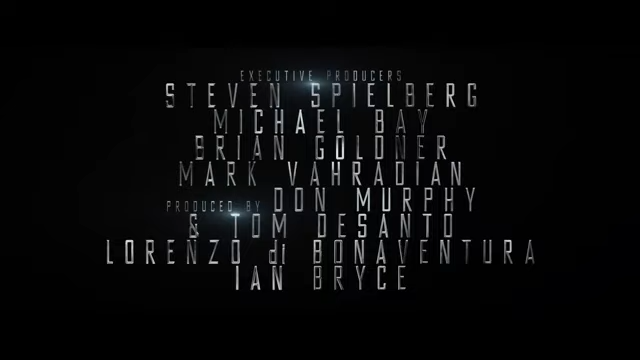 EXECUTIVE PRODUCERS
STEVEN SPIELBERG
MICHAEL BAY
BRIAN GOLDNER
MARK VAHRADIAN
PRODUCED BY DON MURPHY
& TOM DESANTO
LORENZO di BONAVENTURA
IAN BRYCE